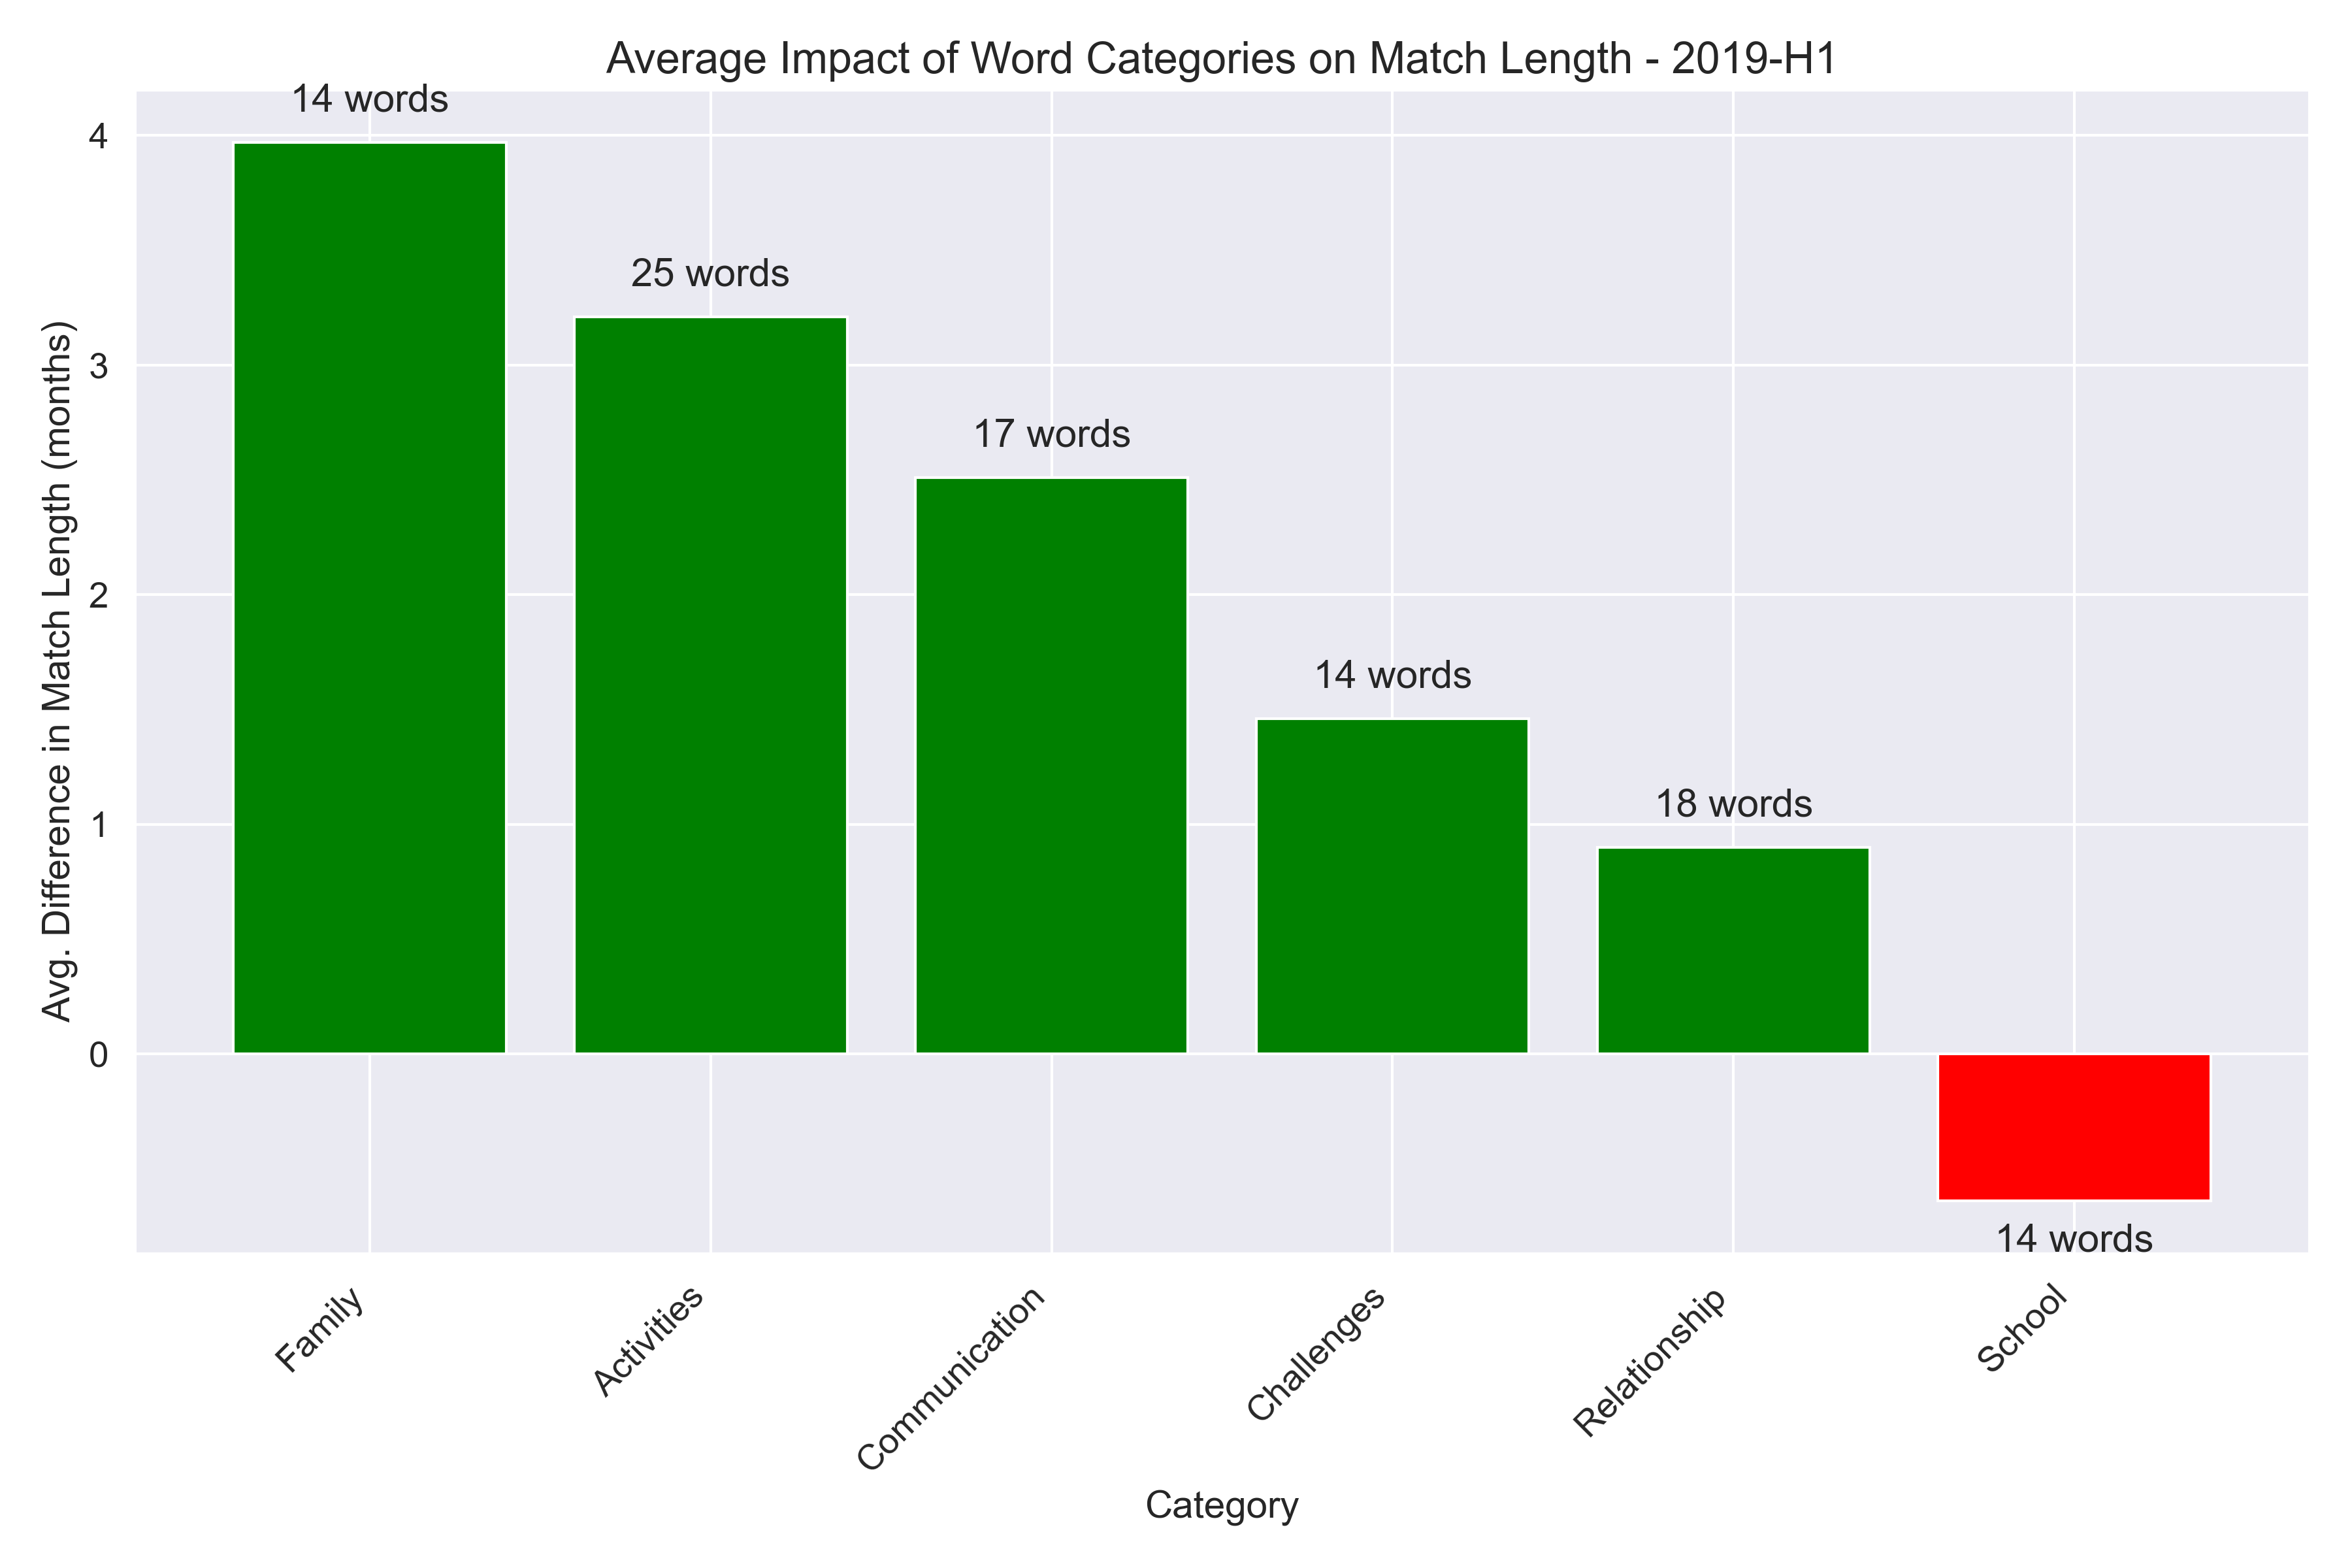 Average Impact of Word Categories on Match Length - 2019-H1
14 words
25 words
17 words
14 words
18 words
14 words
4
3
2
1
0
Avg. Difference in Match Length (months)
Family
Activities
Communication
Challenges
Relationship
School
Category